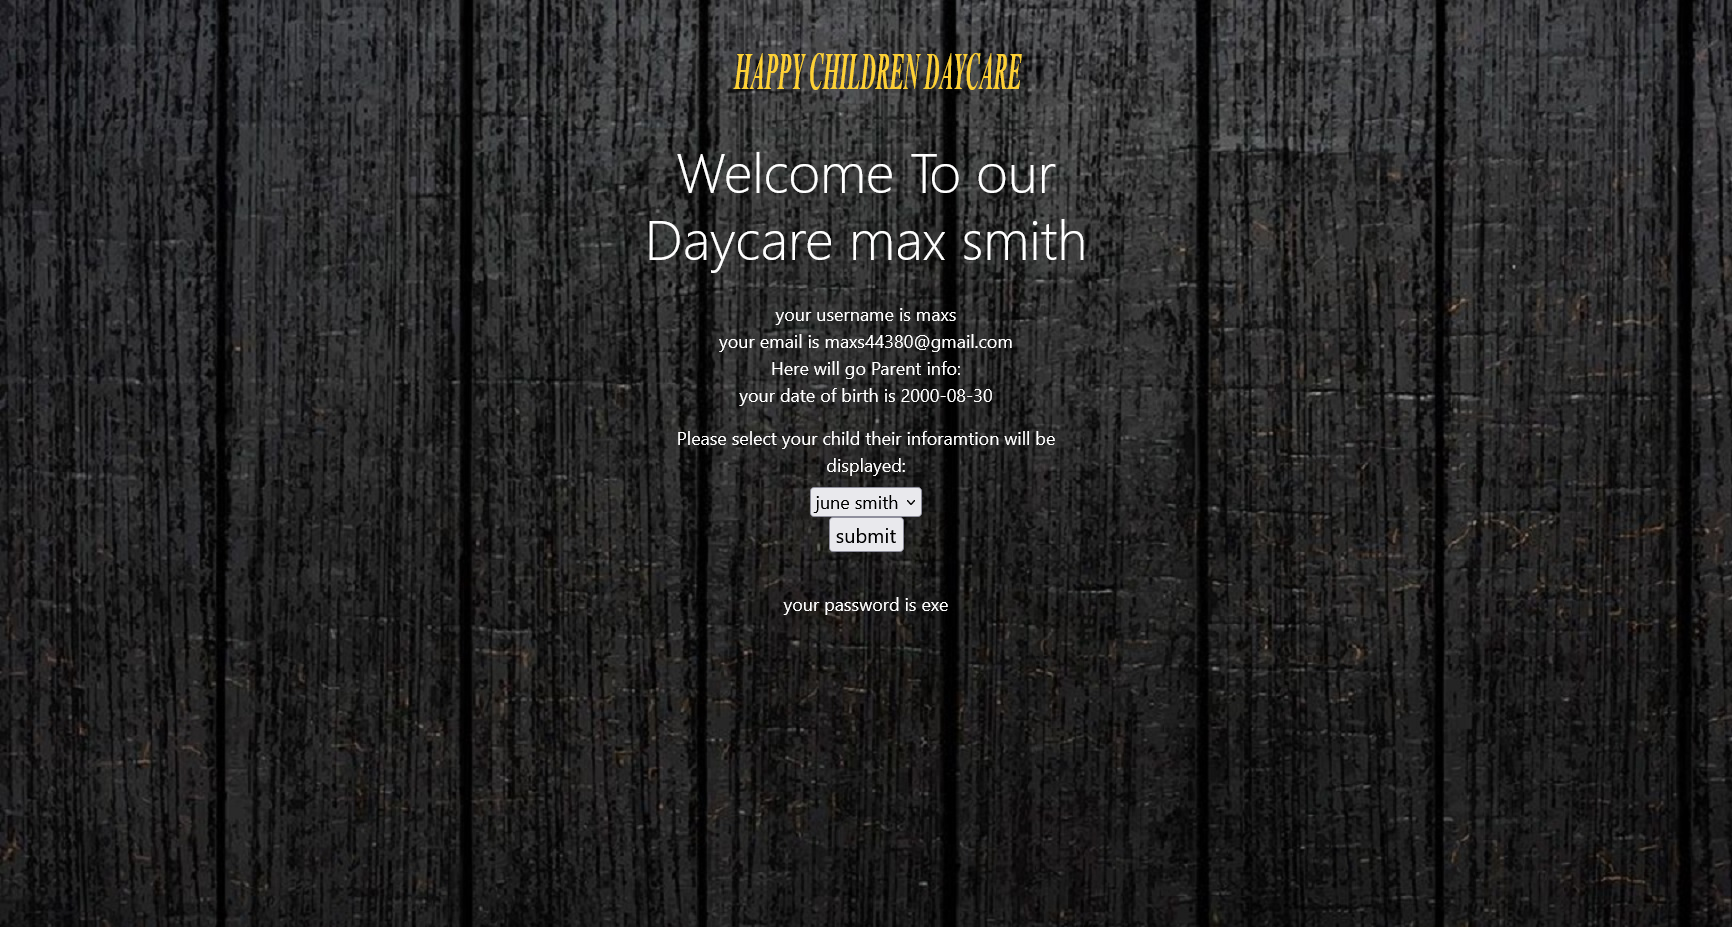 HAPPY CHILDREN DAYCARE
Welcome To our
Daycare max smith
your username is maxs
your email is maxs44380@gmail.com
Here will go Parent info:
your date of birth is 2000-08-30
Please select your child their inforamtion will be
displayed:
june smith
submit
your password is exe